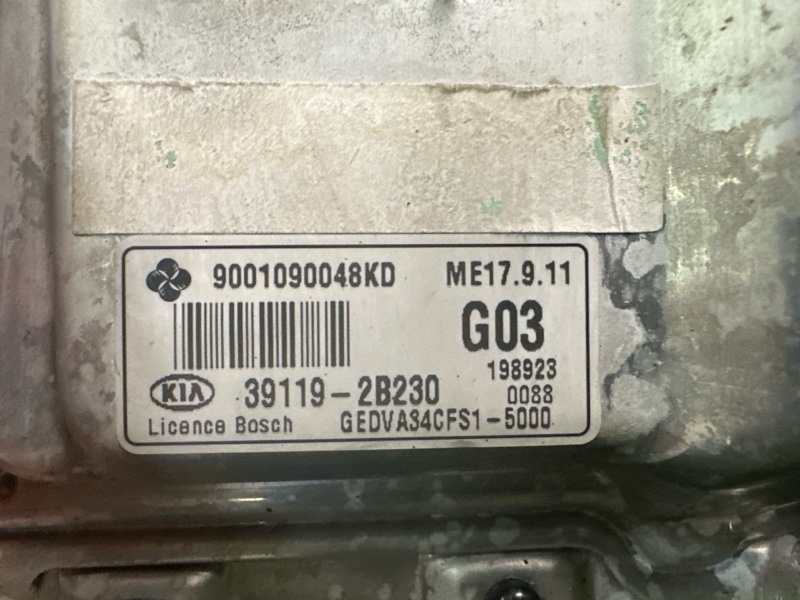 9001090048KD ME17.9.11
G03
198923
KIA 39119-2B230 0088
Licence Bosch GEDVA34CFS1-5000